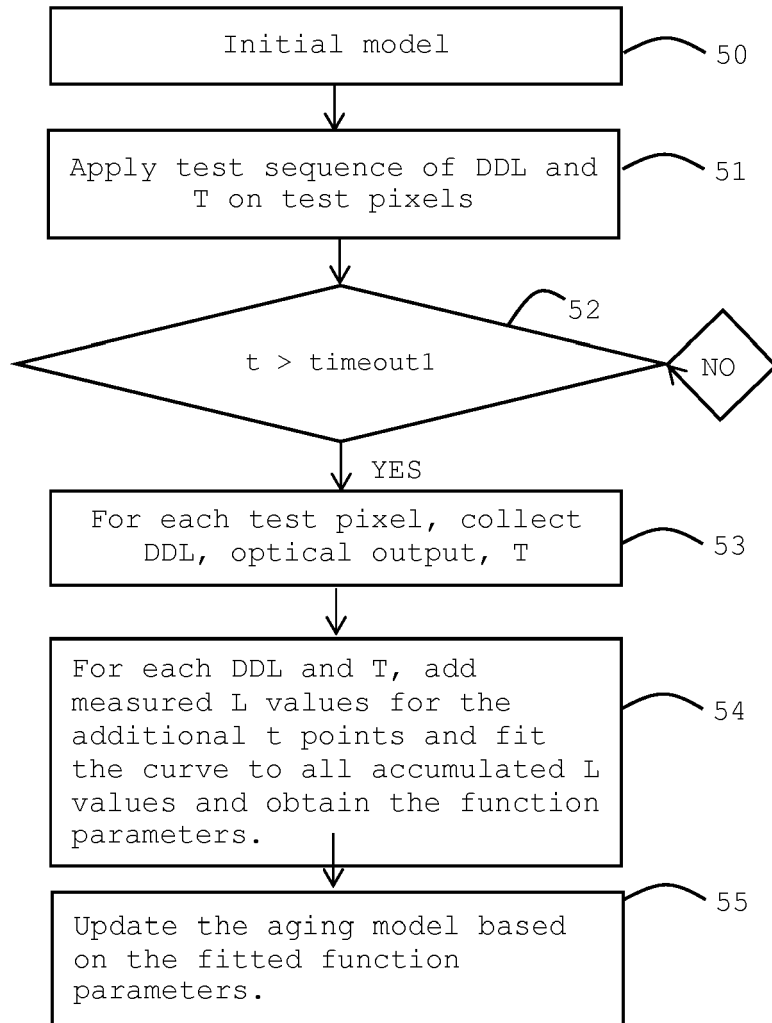 Initial model
50
Apply test sequence of DDL and
T on test pixels
51
52
t > timeout1
NO
YES
For each test pixel, collect
DDL, optical output, T
53
For each DDL and T, add
measured L values for the
additional t points and fit
the curve to all accumulated L
values and obtain the function
parameters.
54
55
Update the aging model based
on the fitted function
parameters.